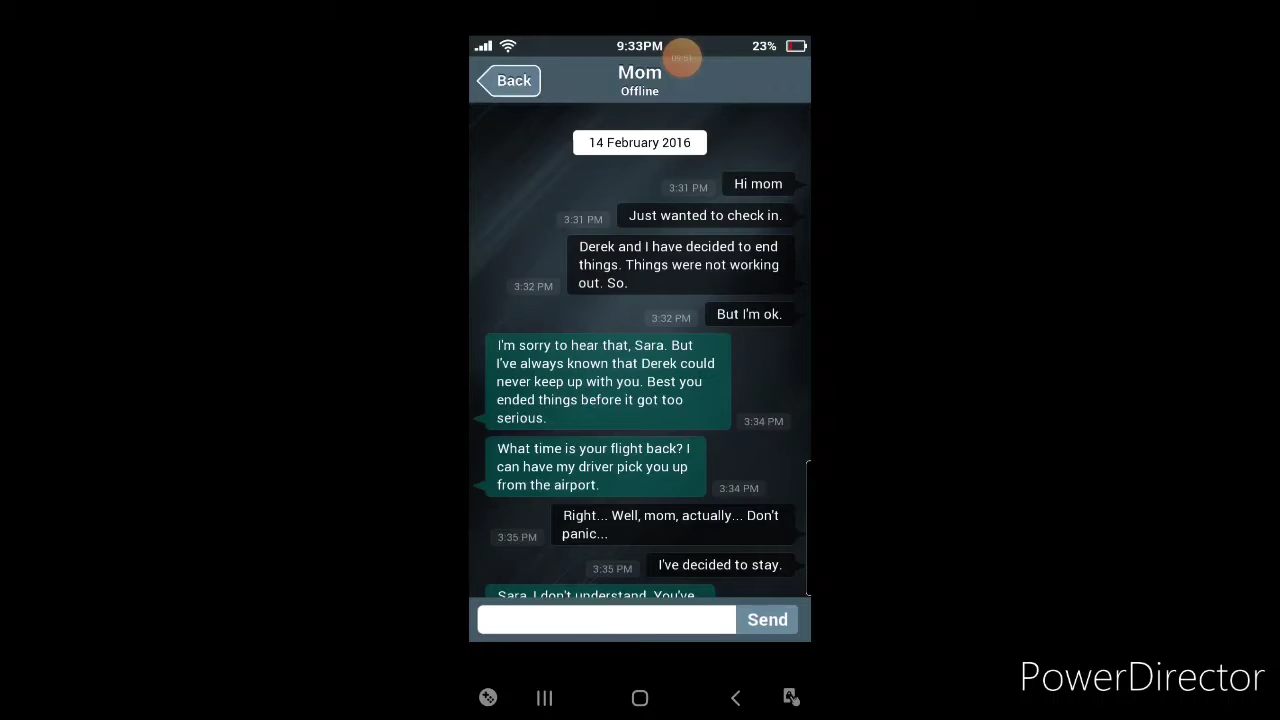 9:33PM
23%
09:51
Back
Mom
Offline
14 February 2016
Hi mom
3:31 PM
Just wanted to check in.
3:31 PM
Derek and I have decided to end
things. Things were not working
out. So.
3:32 PM
But I'm ok.
3:32 PM
I'm sorry to hear that, Sara. But
I've always known that Derek could
never keep up with you. Best you
ended things before it got too
serious.
3:34 PM
What time is your flight back? I
can have my driver pick you up
from the airport.
3:34 PM
Right... Well, mom, actually... Don't
panic...
3:35 PM
I've decided to stay.
3:35 PM
Sara, I don't understand. You've
Send
PowerDirector